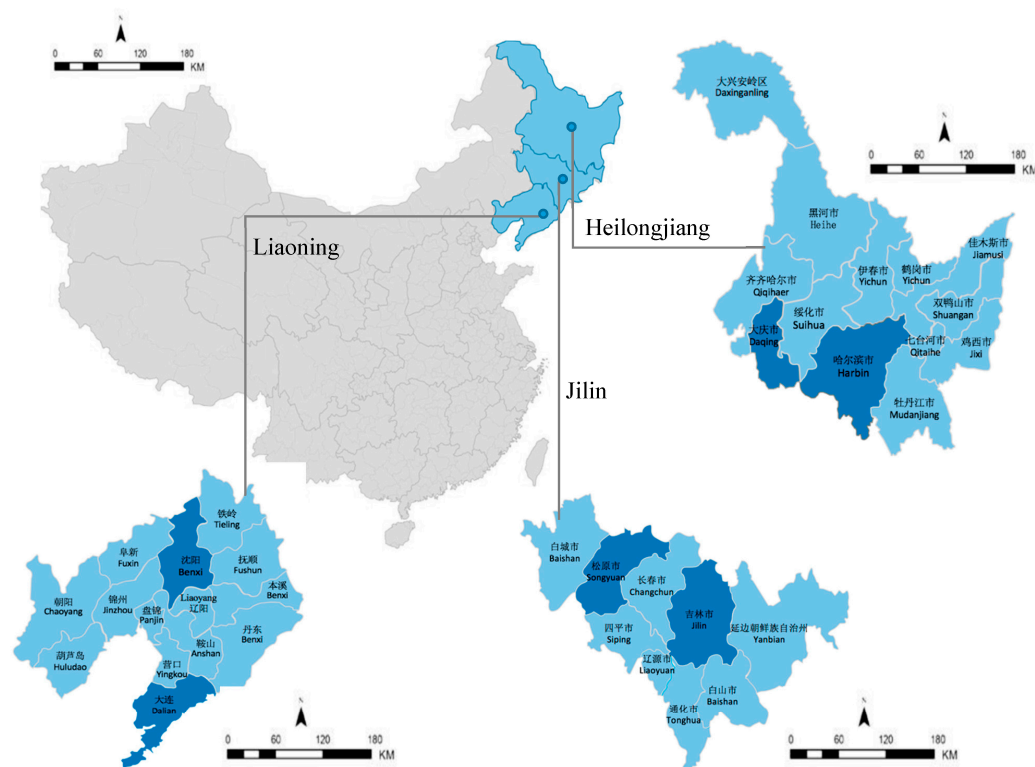 N
0 60 120 180
KM
Liaoning
Heilongjiang
Jilin
N
0 60 120 180
KM
大兴安岭区
Daxinganling
黑河市
Heihe
齐齐哈尔市
Qiqihaer
伊春市
Yichun
鹤岗市
Yichun
佳木斯市
Jiamusi
双鸭山市
Shuangan
绥化市
Suihua
大庆市
Daqing
哈尔滨市
Harbin
七台河市
Qitaihe
鸡西市
Jixi
牡丹江市
Mudanjiang
铁岭
Tieling
阜新
Fuxin
沈阳
Benxi
抚顺
Fushun
本溪
Benxi
朝阳
Chaoyang
锦州
Jinzhou
盘锦
Panjin
Liaoyang
辽阳
丹东
Benxi
鞍山
Anshan
葫芦岛
Huludao
营口
Yingkou
大连
Dalian
N
0 60 120 180
KM
白城市
Baishan
松原市
Songyuan
长春市
Changchun
吉林市
Jilin
延边朝鲜族自治州
Yanbian
四平市
Siping
辽源市
Liaoyuan
白山市
Baishan
通化市
Tonghua
N
0 60 120 180
KM